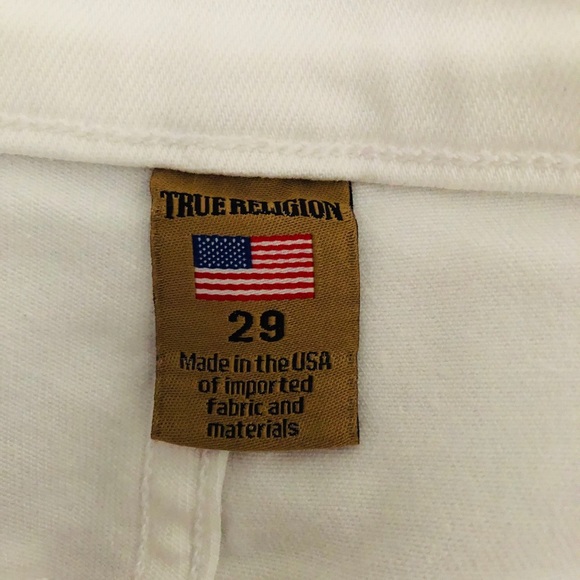 TRUE RELIGION
29
Made in the USA
of imported
fabric and
materials